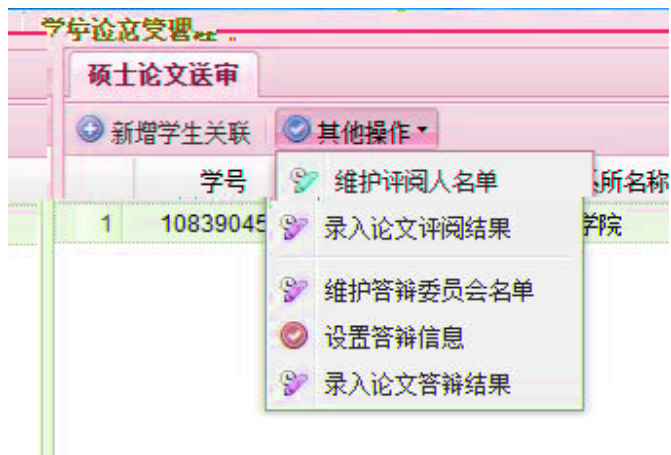 硕士论文送审
新增学生关联 其他操作
学号 所名称
1 10839045 学院
维护评阅人名单
录入论文评阅结果
维护答辩委员会名单
设置答辩信息
录入论文答辩结果